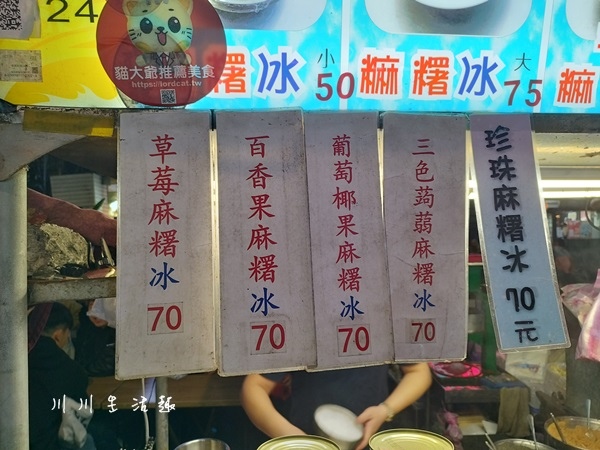 24
貓大爺推薦美食
https://lordcat.tw
糬冰 小 50
麻糬冰 大 75
麻糬
草莓麻糬冰 70
百香果麻糬冰 70
葡萄椰果麻糬冰 70
三色蒟蒻麻糬冰 70
珍珠麻糬冰 70元
川川生活趣